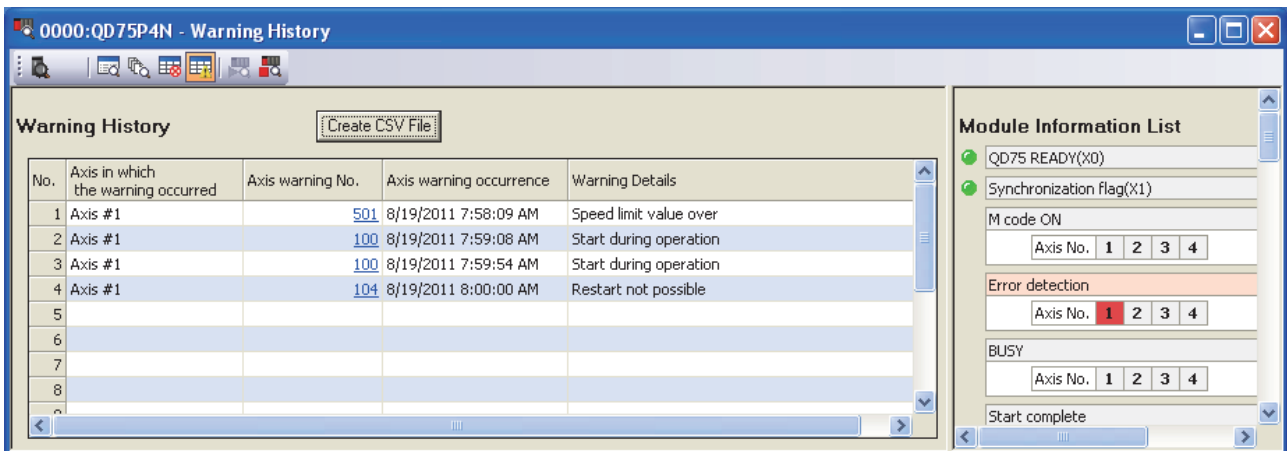 0000:QD75P4N - Warning History
Warning History
Create CSV File
No. Axis in which the warning occurred Axis warning No. Axis warning occurrence Warning Details
1 Axis #1 501 8/19/2011 7:58:09 AM Speed limit value over
2 Axis #1 100 8/19/2011 7:59:08 AM Start during operation
3 Axis #1 100 8/19/2011 7:59:54 AM Start during operation
4 Axis #1 104 8/19/2011 8:00:00 AM Restart not possible
5
6
7
8
Module Information List
QD75 READY(X0)
Synchronization flag(X1)
M code ON
Axis No. 1 2 3 4
Error detection
Axis No. 1 2 3 4
BUSY
Axis No. 1 2 3 4
Start complete